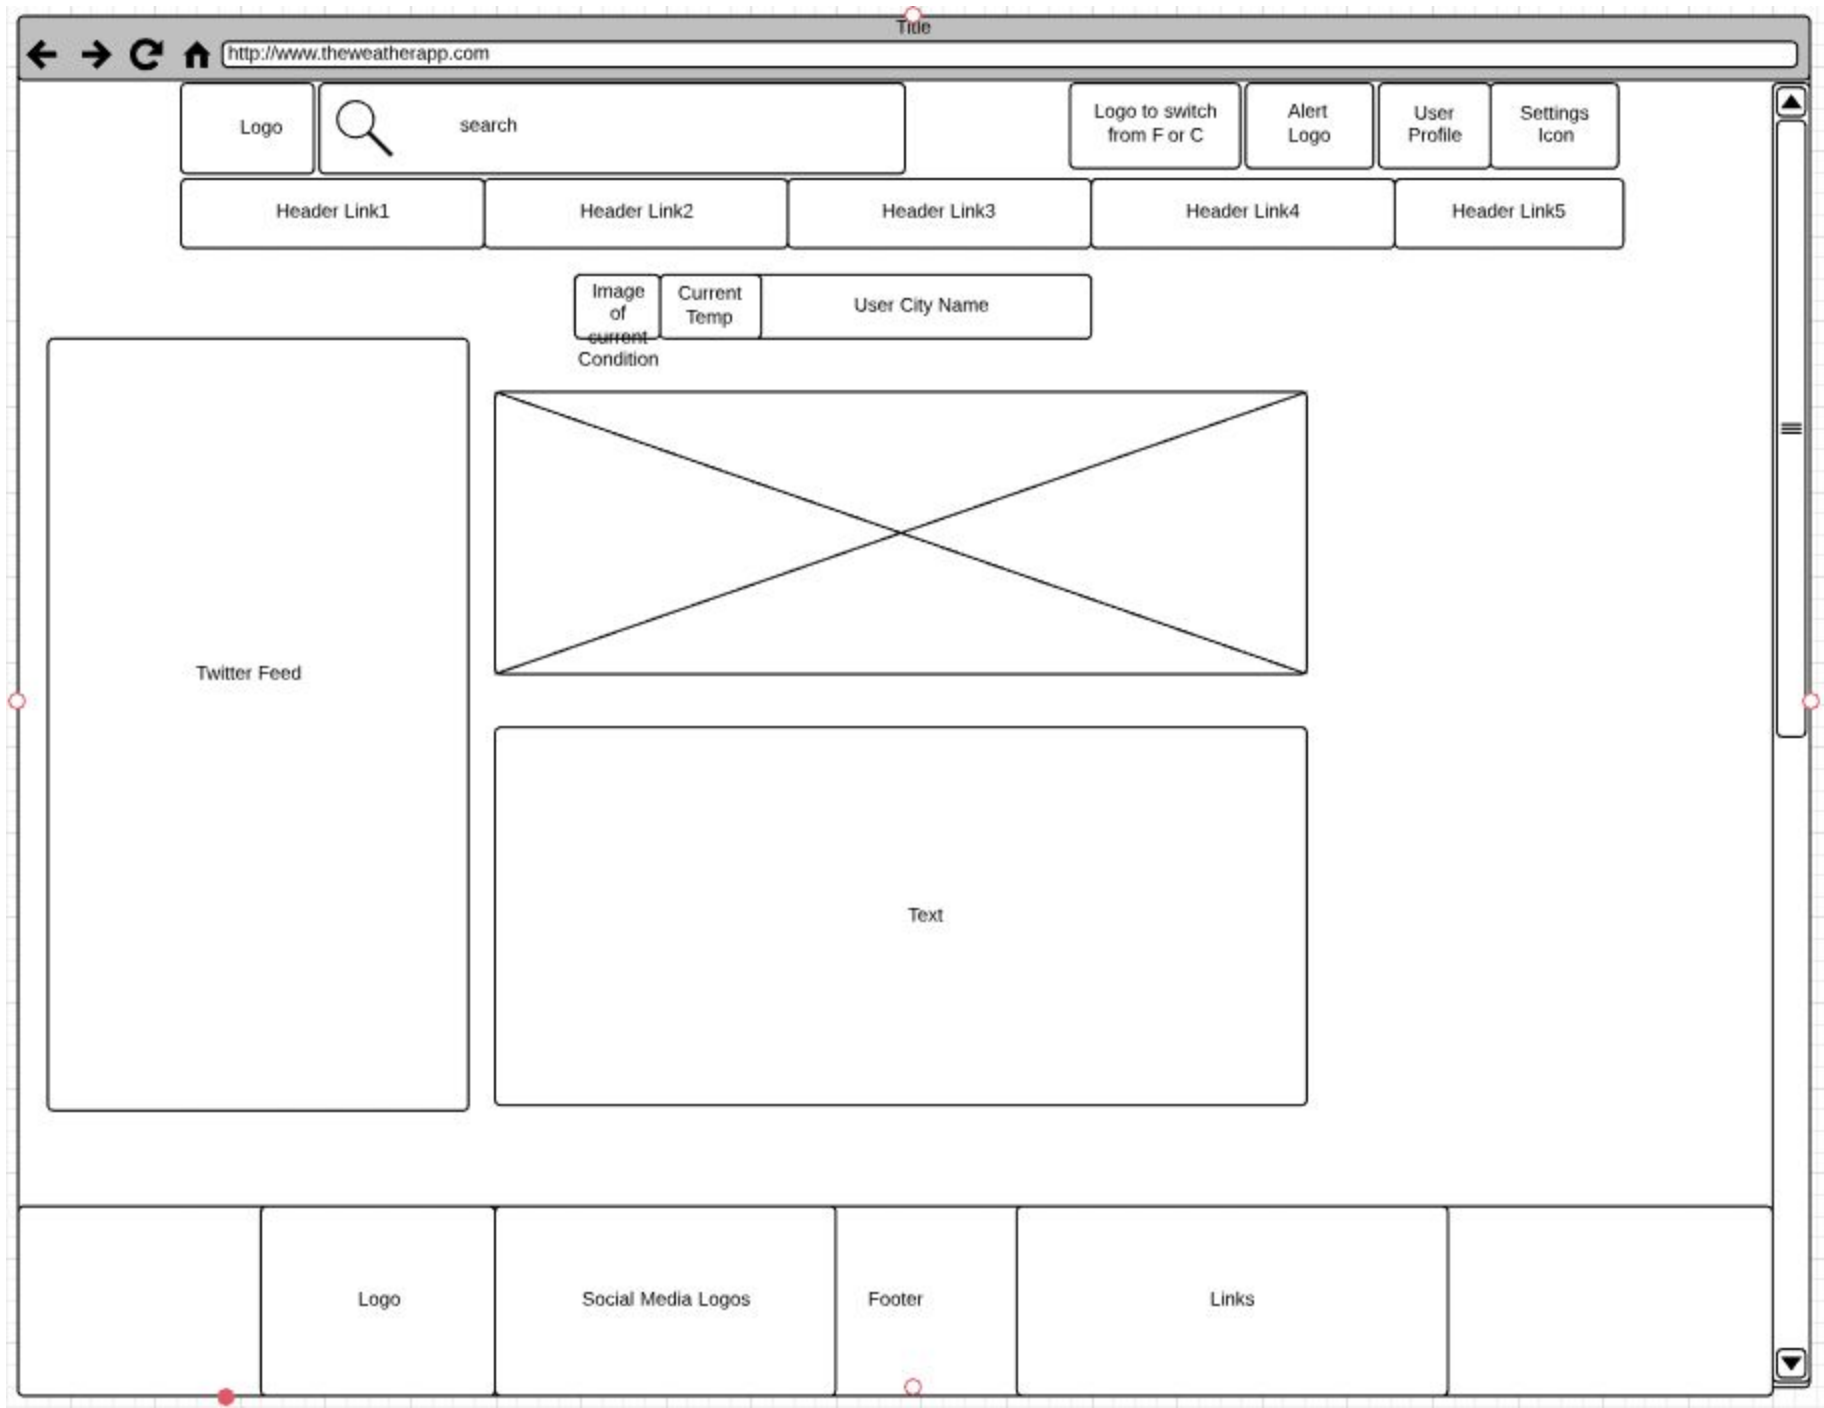 Title
http://www.theweatherapp.com
Logo
search
Logo to switch
from F or C
Alert
Logo
User
Profile
Settings
Icon
Header Link1
Header Link2
Header Link3
Header Link4
Header Link5
Image
of
current
Condition
Current
Temp
User City Name
Twitter Feed
Text
Logo
Social Media Logos
Footer
Links